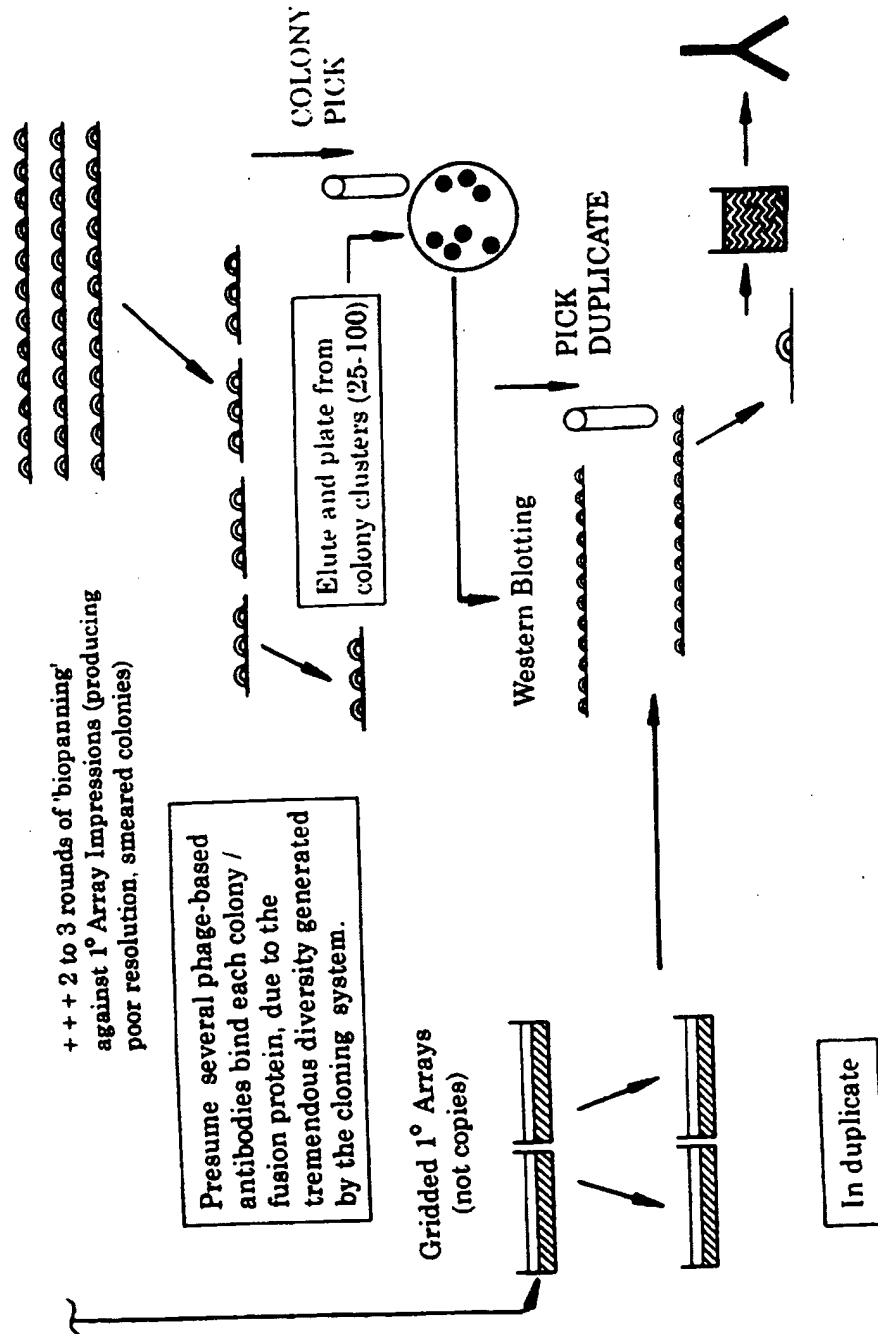 + + + 2 to 3 rounds of 'biopanning'
against 1° Array Impressions (producing
poor resolution, smeared colonies)
Presume several phage-based
antibodies bind each colony /
fusion protein, due to the
tremendous diversity generated
by the cloning system.
Elute and plate from
colony clusters (25-100)
COLONY
PICK
Gridded 1° Arrays
(not copies)
Western Blotting
PICK
DUPLICATE
In duplicate